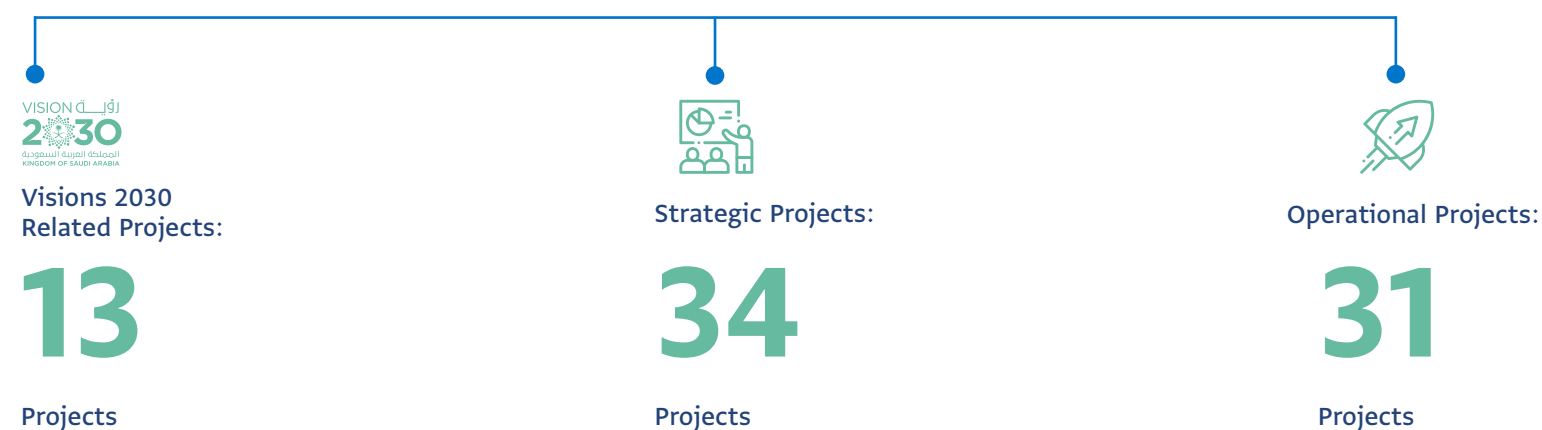 VISION رؤيـــة
2030
المملكة العربية السعودية
KINGDOM OF SAUDI ARABIA
Visions 2030
Related Projects:
13
Projects
Strategic Projects:
34
Projects
Operational Projects:
31
Projects